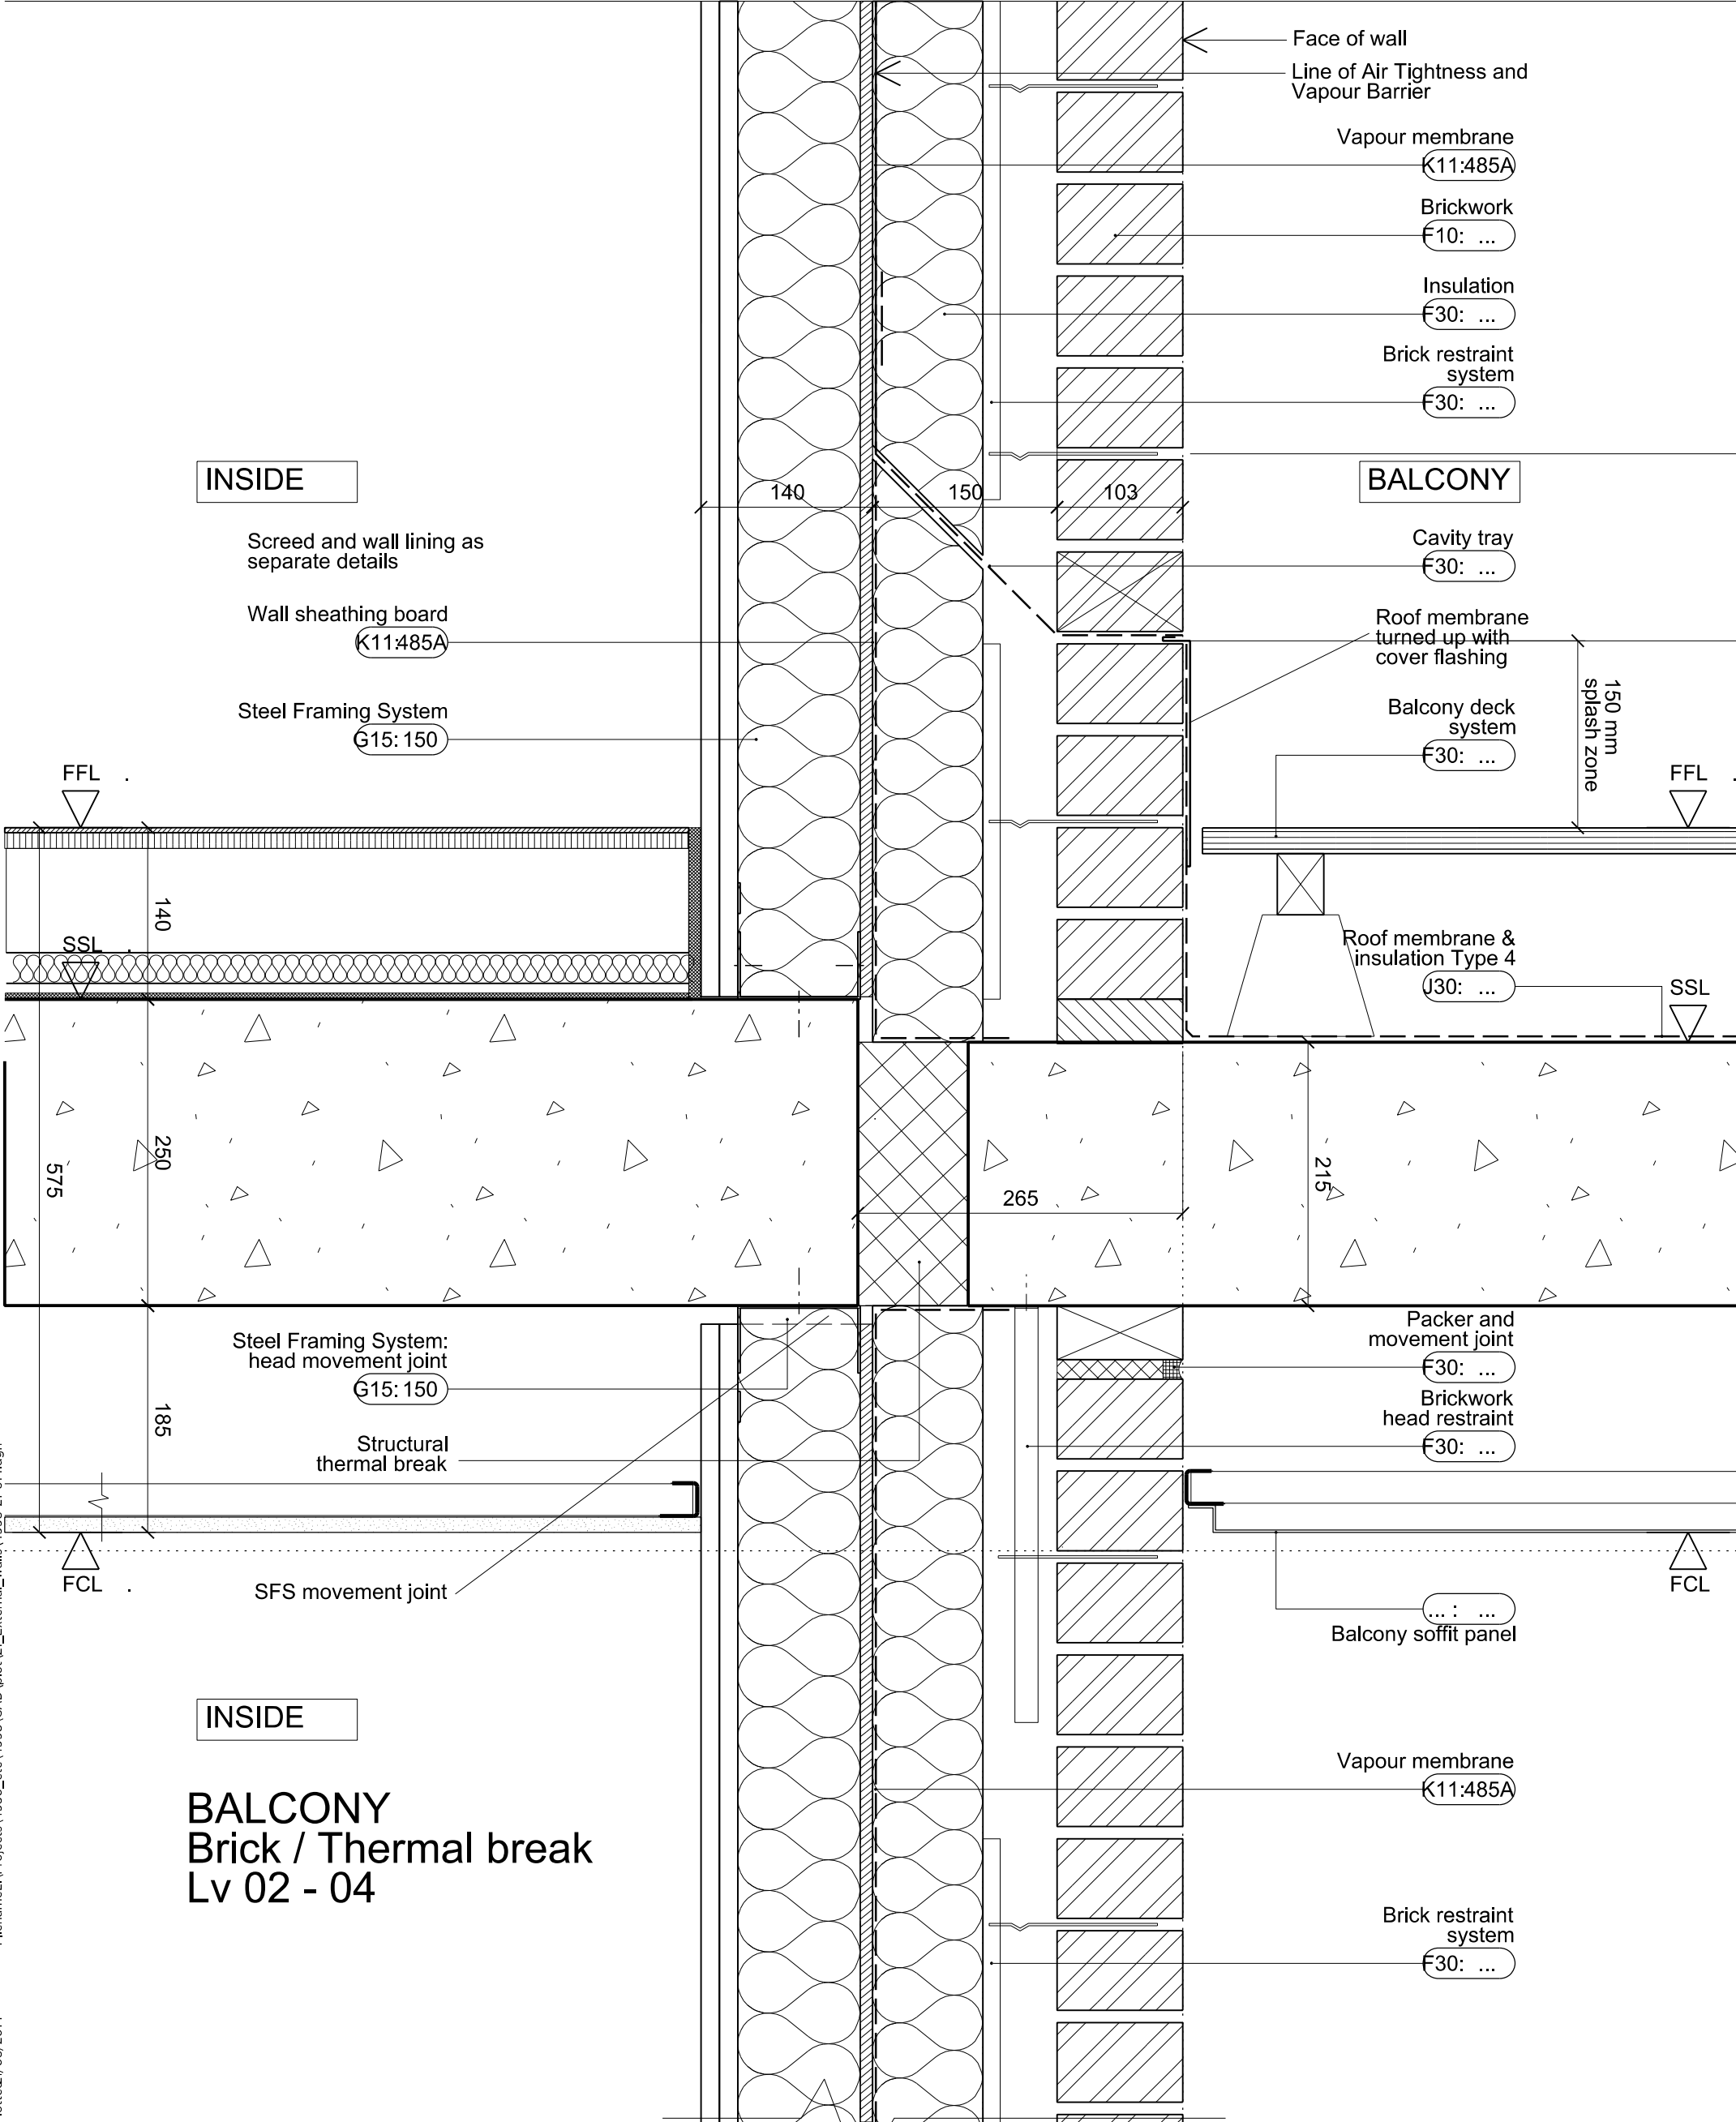 Face of wall
Line of Air Tightness and
Vapour Barrier
Vapour membrane
K11:485A
Brickwork
F10: ...
Insulation
F30: ...
Brick restraint
system
F30: ...
INSIDE
BALCONY
140
150
103
Screed and wall lining as
separate details
Cavity tray
F30: ...
Wall sheathing board
K11:485A
Roof membrane
turned up with
cover flashing
150 mm
splash zone
Steel Framing System
G15: 150
Balcony deck
system
F30: ...
FFL .
FFL .
140
SSL .
Roof membrane &
insulation Type 4
J30: ...
SSL
575
250
265
215
Steel Framing System:
head movement joint
G15: 150
Packer and
movement joint
F30: ...
185
Brickwork
head restraint
F30: ...
Structural
thermal break
FCL .
SFS movement joint
FCL
... : ...
Balcony soffit panel
INSIDE
Vapour membrane
K11:485A
BALCONY
Brick / Thermal break
Lv 02 - 04
Brick restraint
system
F30: ...